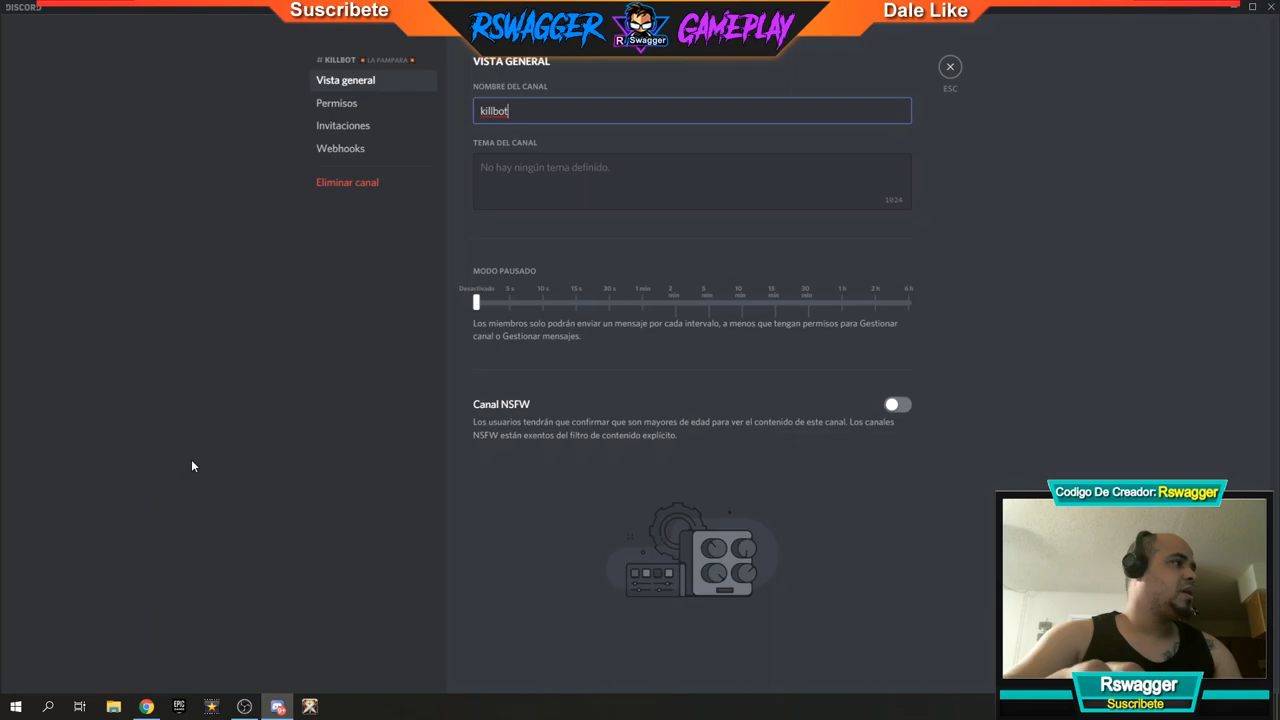 DISCORD
Suscribete
RSWAGGER
R Swagger
GAMEPLAY
Dale Like
# KILLBOT LA PAMPARA
Vista general
Permisos
Invitaciones
Webhooks
Eliminar canal
VISTA GENERAL
NOMBRE DEL CANAL
killbot
ESC
TEMA DEL CANAL
No hay ningún tema definido.
1024
MODO PAUSADO
Desactivado 5 s 10 s 15 s 30 s 1 min 2 min 5 min 10 min 15 min 30 min 1 h 2 h 6 h
Los miembros solo podrán enviar un mensaje por cada intervalo, a menos que tengan permisos para Gestionar
canal o Gestionar mensajes.
Canal NSFW
Los usuarios tendrán que confirmar que son mayores de edad para ver el contenido de este canal. Los canales
NSFW están exentos del filtro de contenido explícito.
Codigo De Creador: Rswagger
Rswagger
Suscribete
EPIC